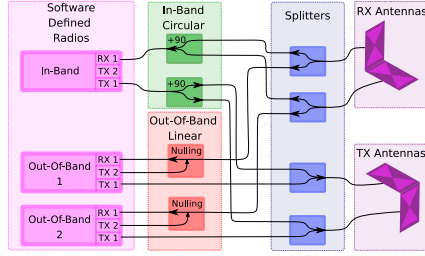 Software
Defined
Radios
In-Band
Circular
Splitters
RX Antennas
+90
RX 1
In-Band
TX 2
TX 1
+90
Out-Of-Band
Linear
Nulling
TX Antennas
RX 1
Out-Of-Band
1
TX 2
TX 1
Nulling
RX 1
Out-Of-Band
2
TX 2
TX 1